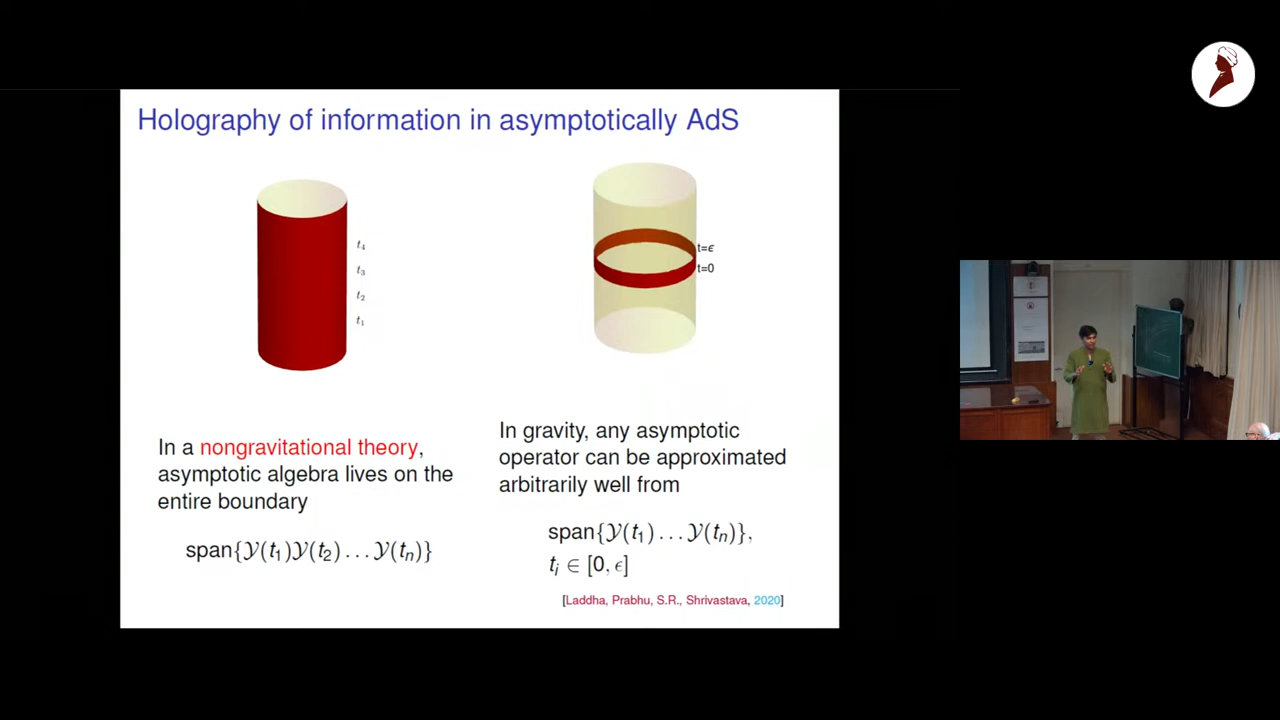 Holography of information in asymptotically AdS
t₄
t₃
t₂
t₁
t=ϵ
t=0
In a nongravitational theory,
asymptotic algebra lives on the
entire boundary
span{𝒴(t₁)𝒴(t₂) … 𝒴(tₙ)}
In gravity, any asymptotic
operator can be approximated
arbitrarily well from
span{𝒴(t₁) … 𝒴(tₙ)},
tᵢ ∈ [0, ϵ]
[Laddha, Prabhu, S.R., Shrivastava, 2020]